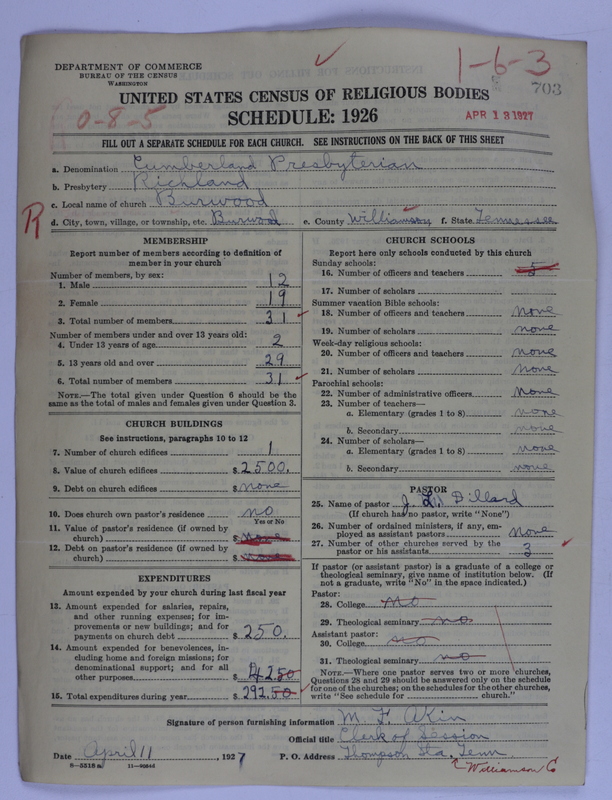 DEPARTMENT OF COMMERCE
BUREAU OF THE CENSUS
WASHINGTON
1-6-3
703
UNITED STATES CENSUS OF RELIGIOUS BODIES
0-8-5
SCHEDULE: 1926
APR 13 1927
FILL OUT A SEPARATE SCHEDULE FOR EACH CHURCH. SEE INSTRUCTIONS ON THE BACK OF THIS SHEET
a. Denomination Cumberland Presbyterian
b. Presbytery Richland
c. Local name of church Burwood
R
d. City, town, village, or township, etc. Burwood e. County Williamson f. State Tennessee
MEMBERSHIP
Report number of members according to definition of
member in your church
Number of members, by sex:
1. Male 12
2. Female 19
3. Total number of members 31
Number of members under and over 13 years old:
4. Under 13 years of age 2
5. 13 years old and over 29
6. Total number of members 31
NOTE.—The total given under Question 6 should be
same as the total of males and females given under Question 3.
CHURCH BUILDINGS
See instructions, paragraphs 10 to 12
7. Number of church edifices 1
8. Value of church edifices $2500.
9. Debt on church edifices $none
10. Does church own pastor's residence no
Yes or No
11. Value of pastor's residence (if owned by
church) $none
12. Debt on pastor's residence (if owned by
church) $none
EXPENDITURES
Amount expended by your church during last fiscal year
13. Amount expended for salaries, repairs,
and other running expenses; for im-
provements or new buildings; and for
payments on church debt $250.
14. Amount expended for benevolences, in-
cluding home and foreign missions; for
denominational support; and for all
other purposes $42.50
15. Total expenditures during year $292.50
CHURCH SCHOOLS
Report here only schools conducted by this church
Sunday schools:
16. Number of officers and teachers 5
17. Number of scholars
Summer vacation Bible schools:
18. Number of officers and teachers none
19. Number of scholars none
Week-day religious schools:
20. Number of officers and teachers none
21. Number of scholars none
Parochial schools:
22. Number of administrative officers none
23. Number of teachers—
a. Elementary (grades 1 to 8) none
b. Secondary none
24. Number of scholars—
a. Elementary (grades 1 to 8) none
b. Secondary none
PASTOR
25. Name of pastor J. L. Dillard
(If church has no pastor, write "None")
26. Number of ordained ministers, if any, em-
ployed as assistant pastors None
27. Number of other churches served by the
pastor or his assistants 3
If pastor (or assistant pastor) is a graduate of a college or
theological seminary, give name of institution below. (If
not a graduate, write "No" in the space indicated.)
Pastor:
28. College no
29. Theological seminary no
Assistant pastor:
30. College no
31. Theological seminary no
NOTE.—Where one pastor serves two or more churches,
Questions 28 and 29 should be answered only on the schedule
for one of the churches; on the schedules for the other churches,
write "See schedule for church."
Signature of person furnishing information M. F. Akin
Official title Clerk of Session
Date April 11, 1927 P. O. Address Thompson Sta. Tenn.
8—5518a 11—9864d
Williamson Co